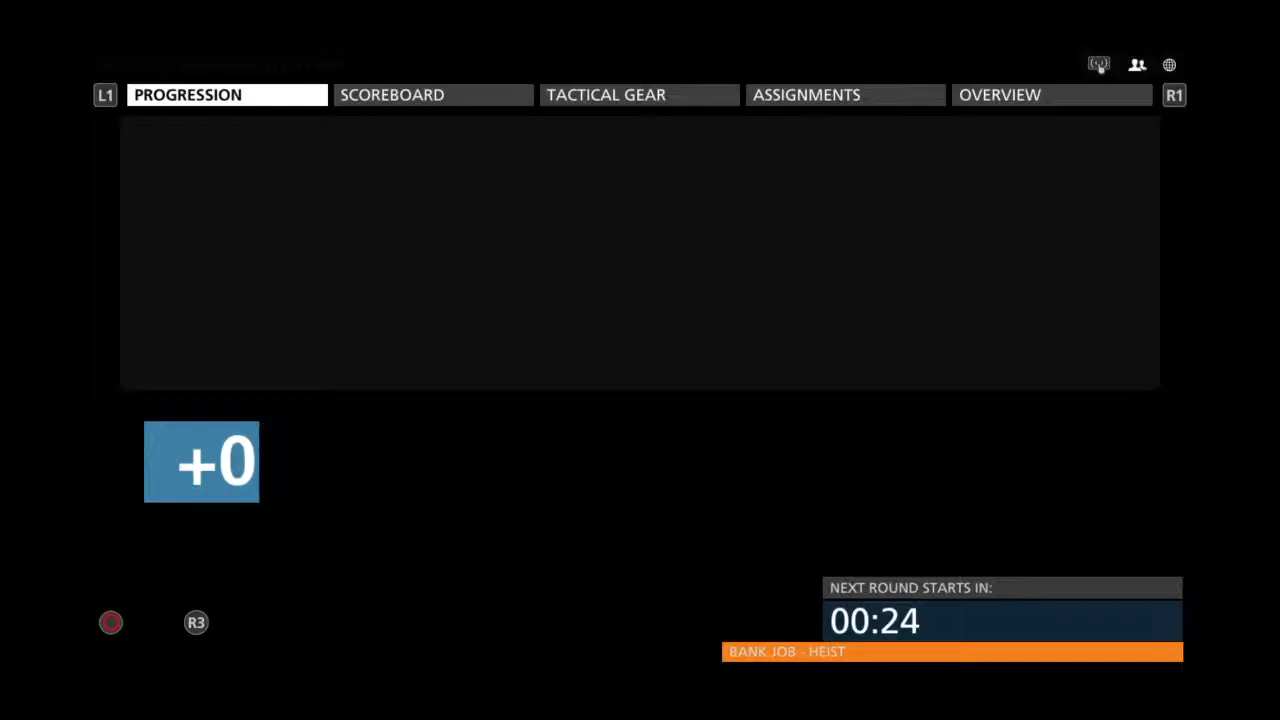 L1 PROGRESSION SCOREBOARD TACTICAL GEAR ASSIGNMENTS OVERVIEW R1
+0
NEXT ROUND STARTS IN:
00:24
R3
BANK JOB - HEIST